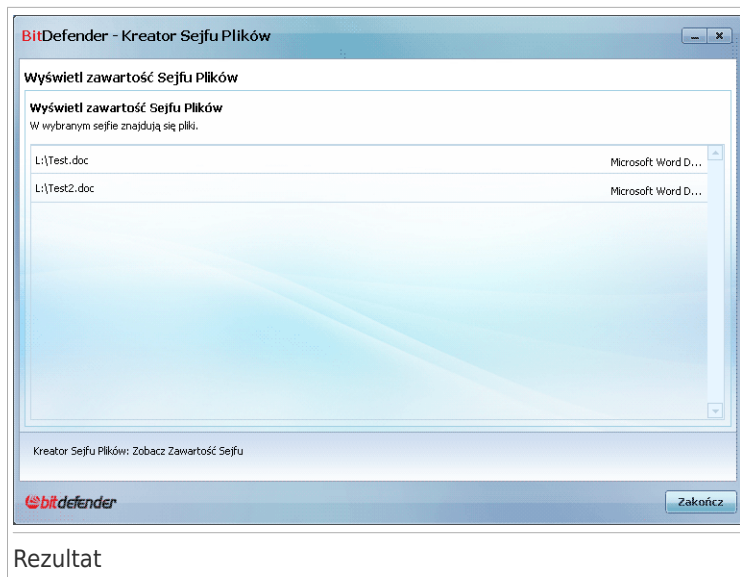 BitDefender - Kreator Sejfu Plików
Wyświetl zawartość Sejfu Plików
Wyświetl zawartość Sejfu Plików
W wybranym sejfie znajdują się pliki.
L:\Test.doc Microsoft Word D...
L:\Test2.doc Microsoft Word D...
Kreator Sejfu Plików: Zobacz Zawartość Sejfu
bitdefender Zakończ
Rezultat